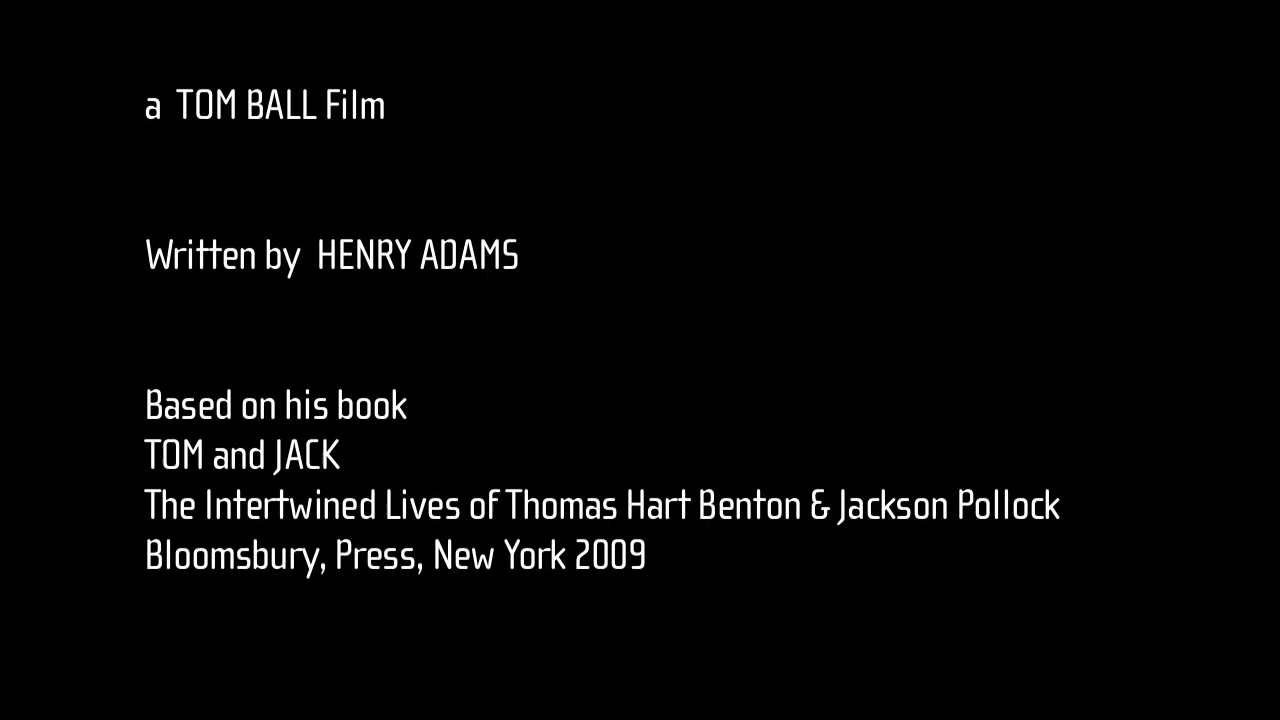 a TOM BALL Film
Written by HENRY ADAMS
Based on his book
TOM and JACK
The Intertwined Lives of Thomas Hart Benton & Jackson Pollock
Bloomsbury, Press, New York 2009